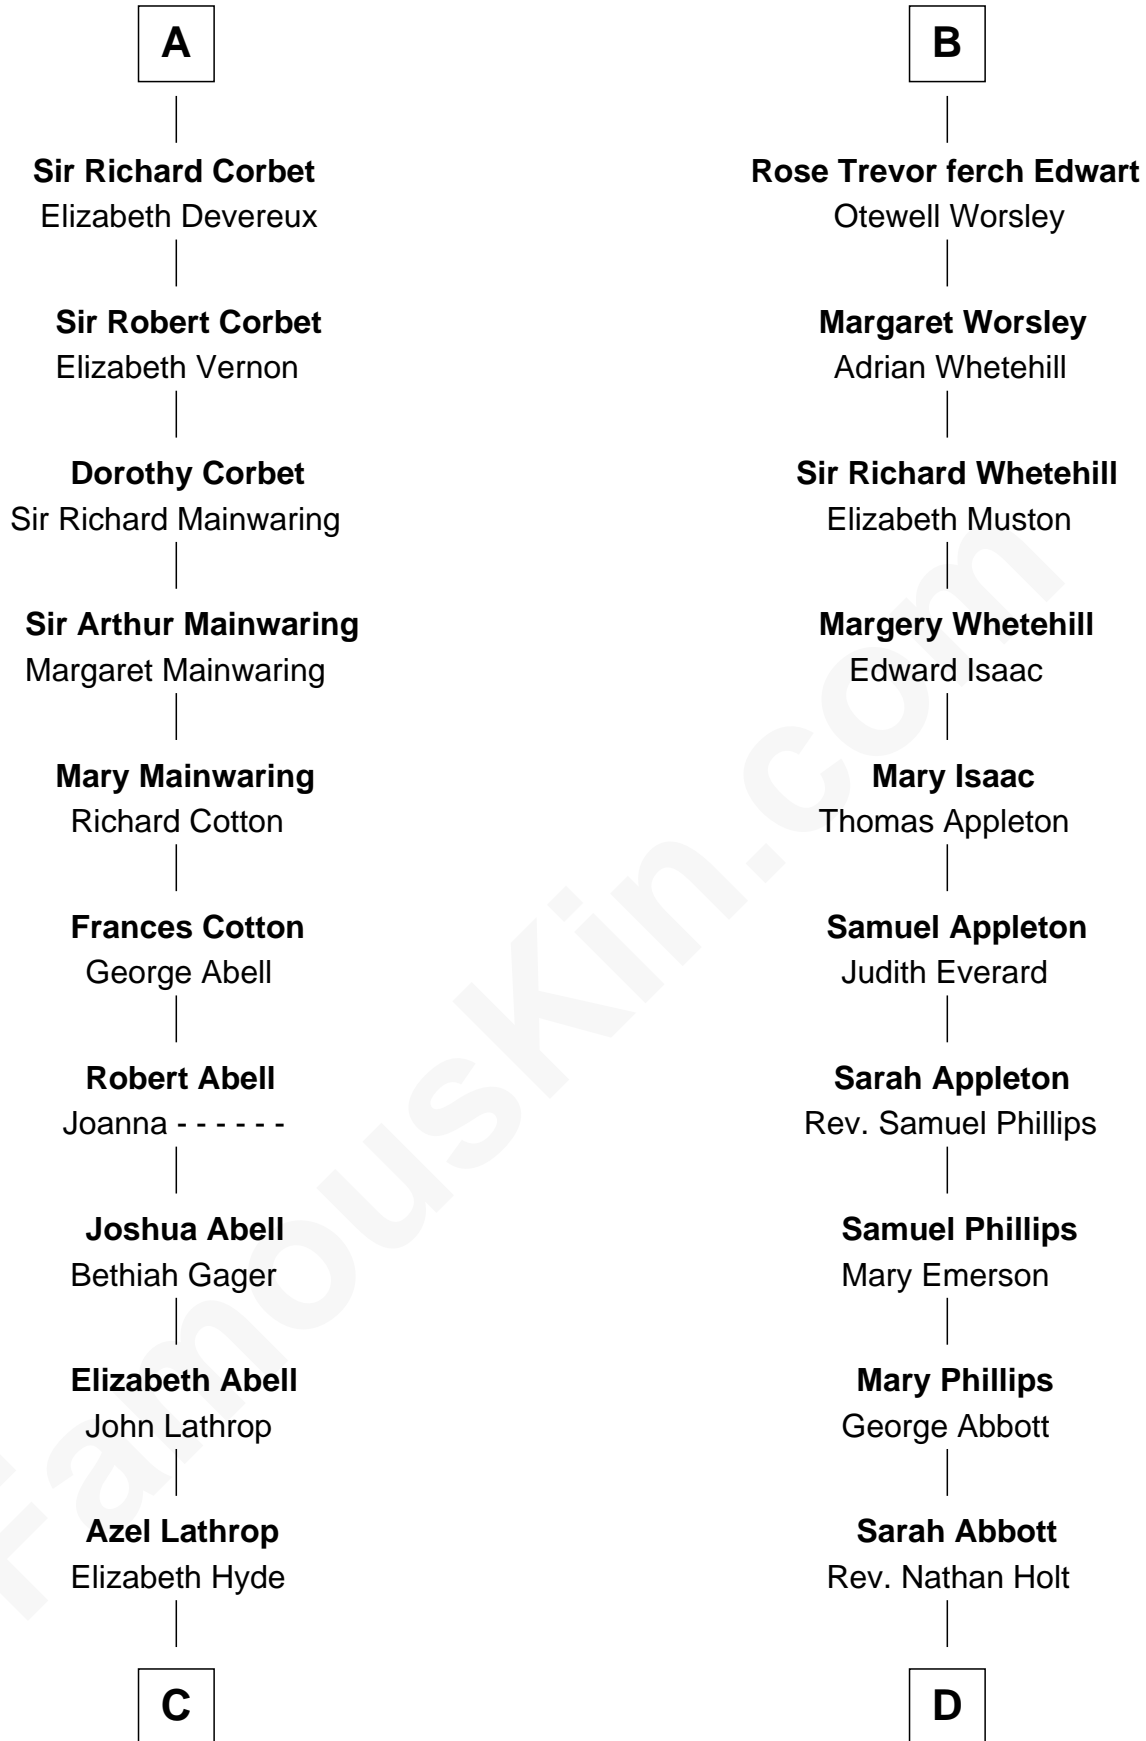 A
Sir Richard Corbet
Elizabeth Devereux
Sir Robert Corbet
Elizabeth Vernon
Dorothy Corbet
Sir Richard Mainwaring
Sir Arthur Mainwaring
Margaret Mainwaring
Mary Mainwaring
Richard Cotton
Frances Cotton
George Abell
Robert Abell
Joanna - - - - - -
Joshua Abell
Bethiah Gager
Elizabeth Abell
John Lathrop
Azel Lathrop
Elizabeth Hyde
C
B
Rose Trevor ferch Edwart
Otewell Worsley
Margaret Worsley
Adrian Whetehill
Sir Richard Whetehill
Elizabeth Muston
Margery Whetehill
Edward Isaac
Mary Isaac
Thomas Appleton
Samuel Appleton
Judith Everard
Sarah Appleton
Rev. Samuel Phillips
Samuel Phillips
Mary Emerson
Mary Phillips
George Abbott
Sarah Abbott
Rev. Nathan Holt
D
FamousKin.com